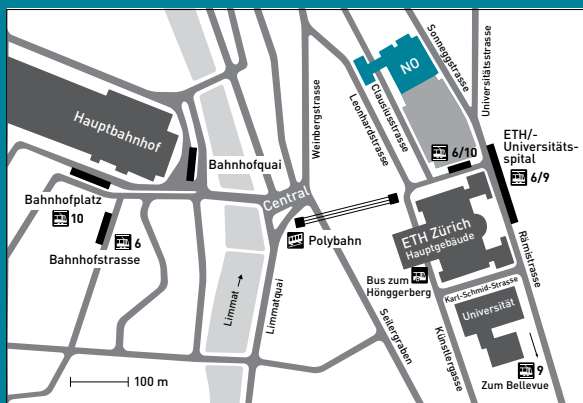 NO
Sonneggstrasse
Universitätsstrasse
Clausiusstrasse
Leonhardstrasse
Weinbergstrasse
Hauptbahnhof
Bahnhofquai
6/10
ETH/-
Universitäts-
spital
6/9
Central
Bahnhofplatz
10
6
Bahnhofstrasse
Polybahn
ETH Zürich
Hauptgebäude
Rämistrasse
Bus zum
Hönggerberg
Karl-Schmid-Strasse
Universität
Limmat →
Limmatquai
Seilergraben
Künstlergasse
100 m
9
Zum Bellevue